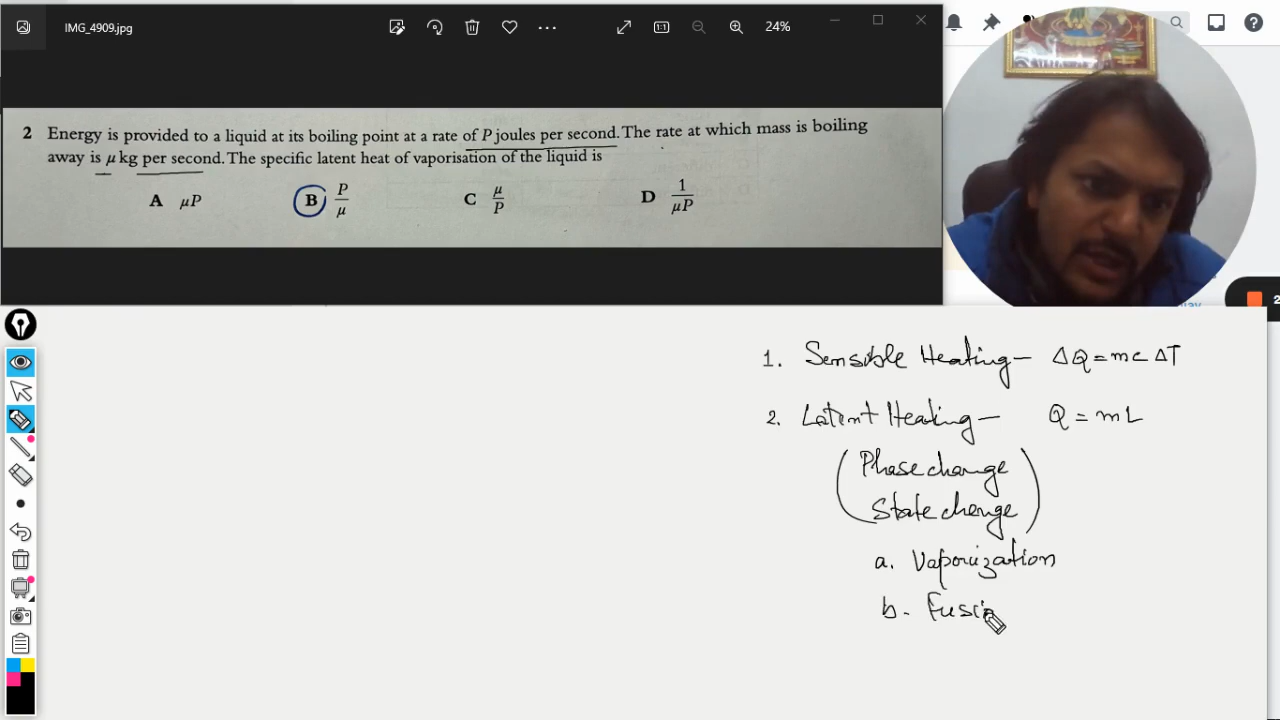 IMG_4909.jpg
24%
2 Energy is provided to a liquid at its boiling point at a rate of P joules per second. The rate at which mass is boiling
away is μ kg per second. The specific latent heat of vaporisation of the liquid is
A μP B P/μ C μ/P D 1/μP
1. Sensible Heating – ΔQ = mc ΔT
2. Latent Heating – Q = mL
(Phase change
State change)
a. Vaporization
b. Fusi